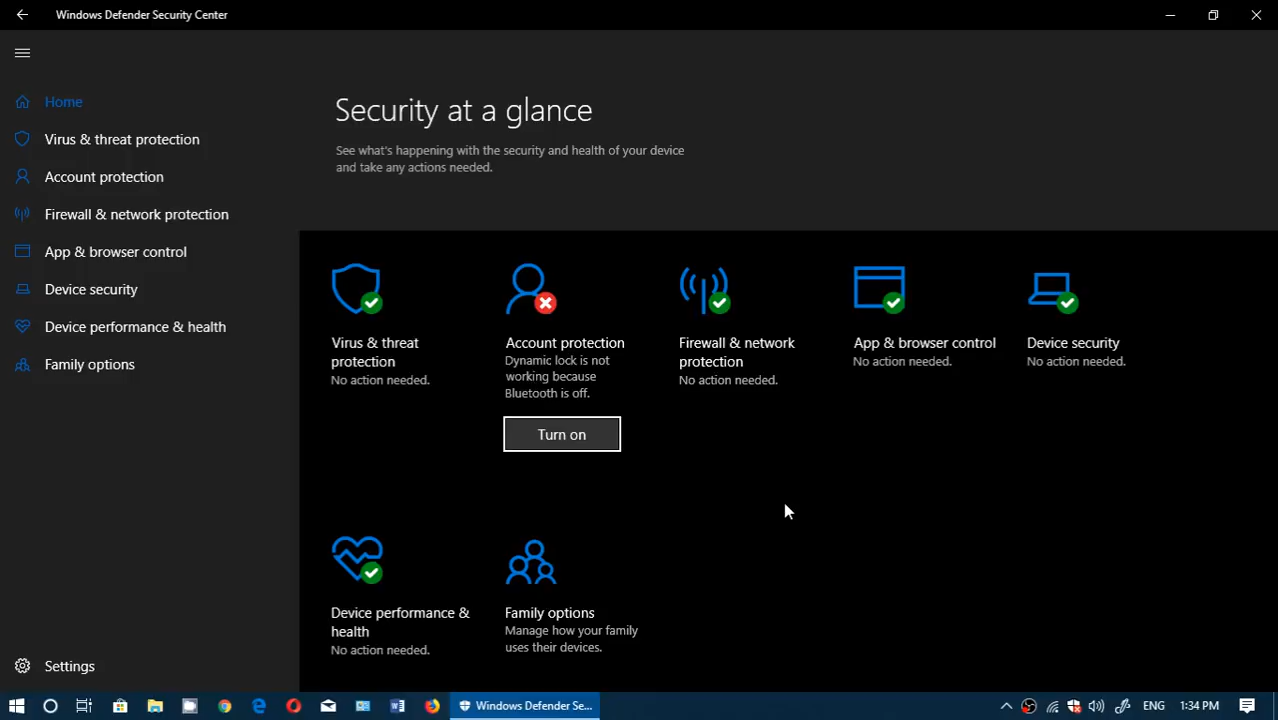 Windows Defender Security Center
Home
Virus & threat protection
Account protection
Firewall & network protection
App & browser control
Device security
Device performance & health
Family options
Settings
Security at a glance
See what's happening with the security and health of your device
and take any actions needed.
Virus & threat
protection
No action needed.
Account protection
Dynamic lock is not
working because
Bluetooth is off.
Turn on
Firewall & network
protection
No action needed.
App & browser control
No action needed.
Device security
No action needed.
Device performance &
health
No action needed.
Family options
Manage how your family
uses their devices.
Windows Defender Se...
ENG
1:34 PM